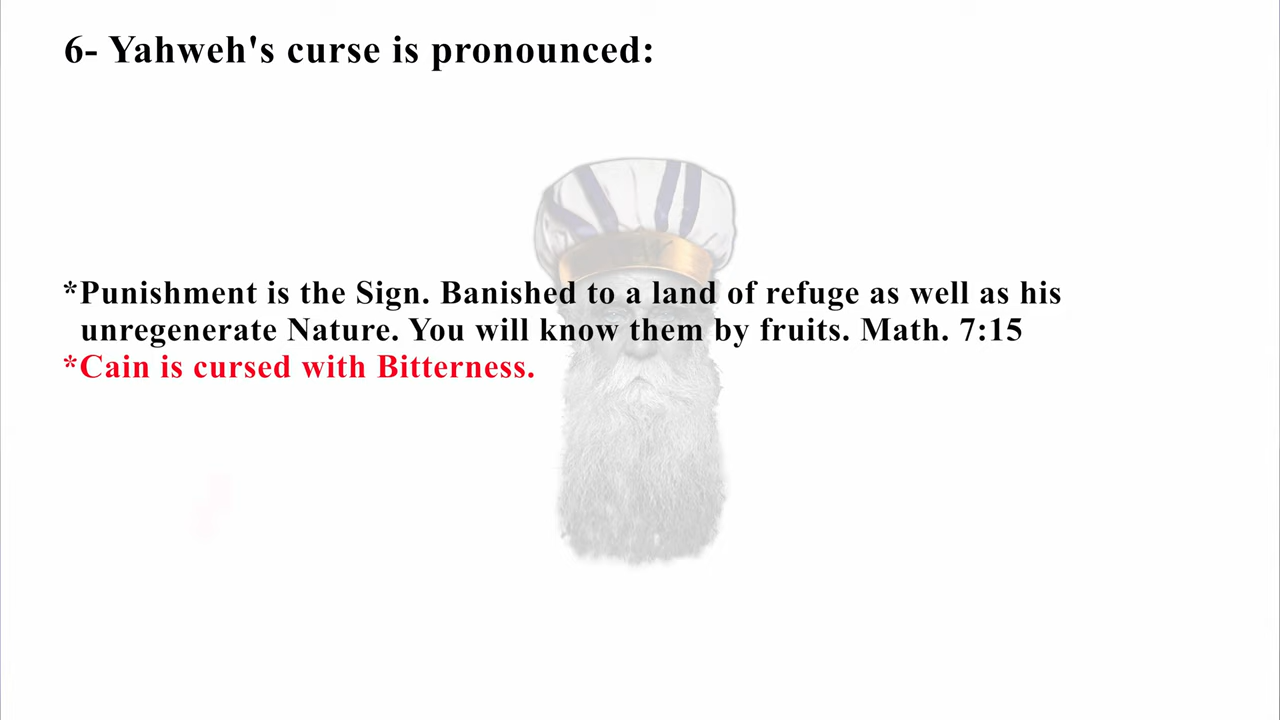 6- Yahweh's curse is pronounced:
*Punishment is the Sign. Banished to a land of refuge as well as his
unregenerate Nature. You will know them by fruits. Math. 7:15
*Cain is cursed with Bitterness.